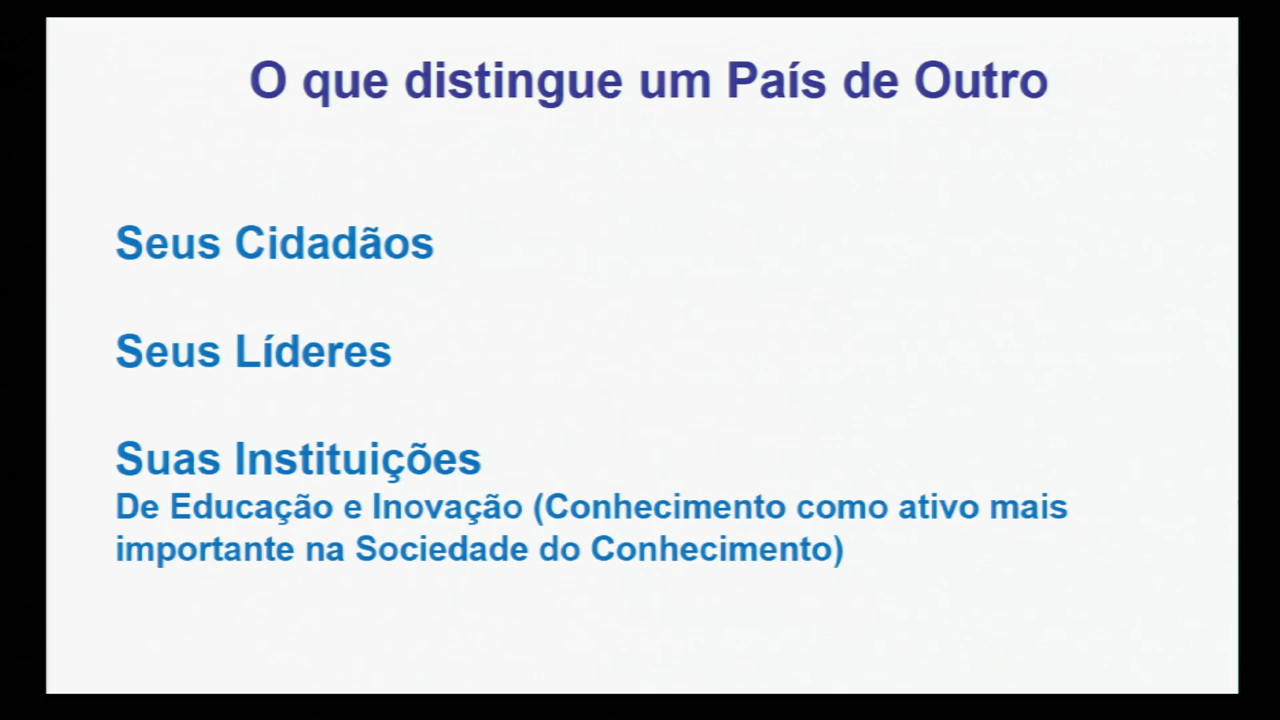 O que distingue um País de Outro
Seus Cidadãos
Seus Líderes
Suas Instituições
De Educação e Inovação (Conhecimento como ativo mais
importante na Sociedade do Conhecimento)